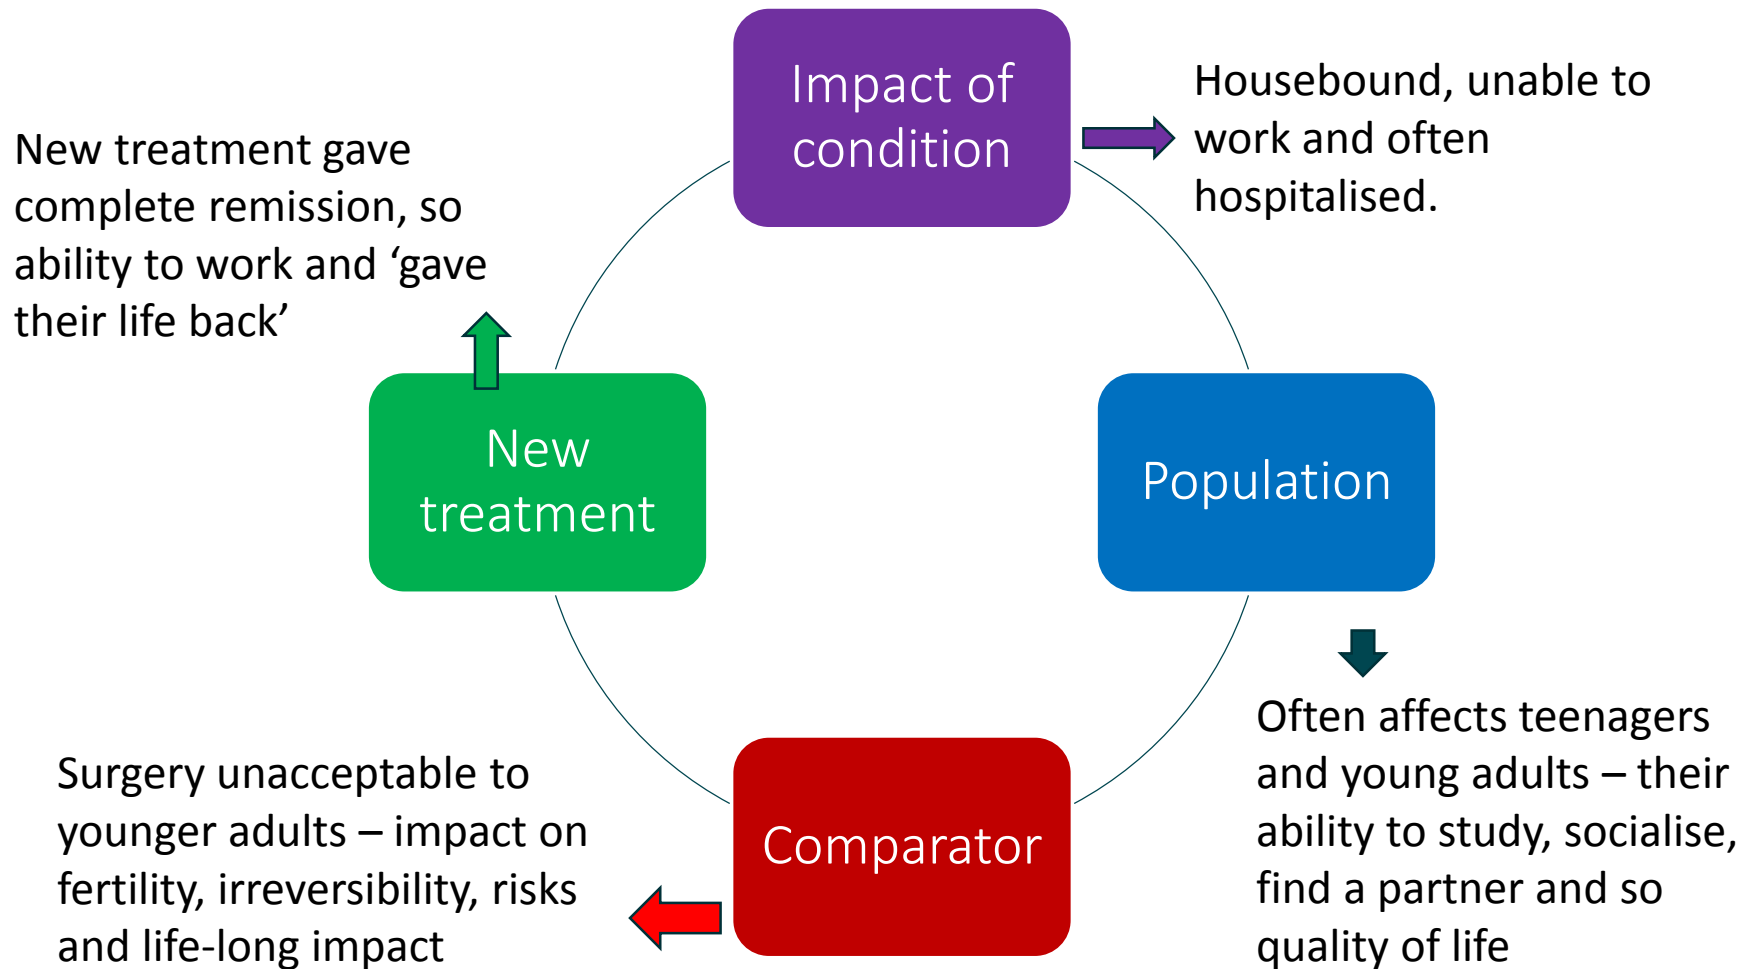 Impact of
condition
Housebound, unable to
work and often
hospitalised.
New treatment gave
complete remission, so
ability to work and ‘gave
their life back’
New
treatment
Population
Often affects teenagers
and young adults – their
ability to study, socialise,
find a partner and so
quality of life
Comparator
Surgery unacceptable to
younger adults – impact on
fertility, irreversibility, risks
and life-long impact